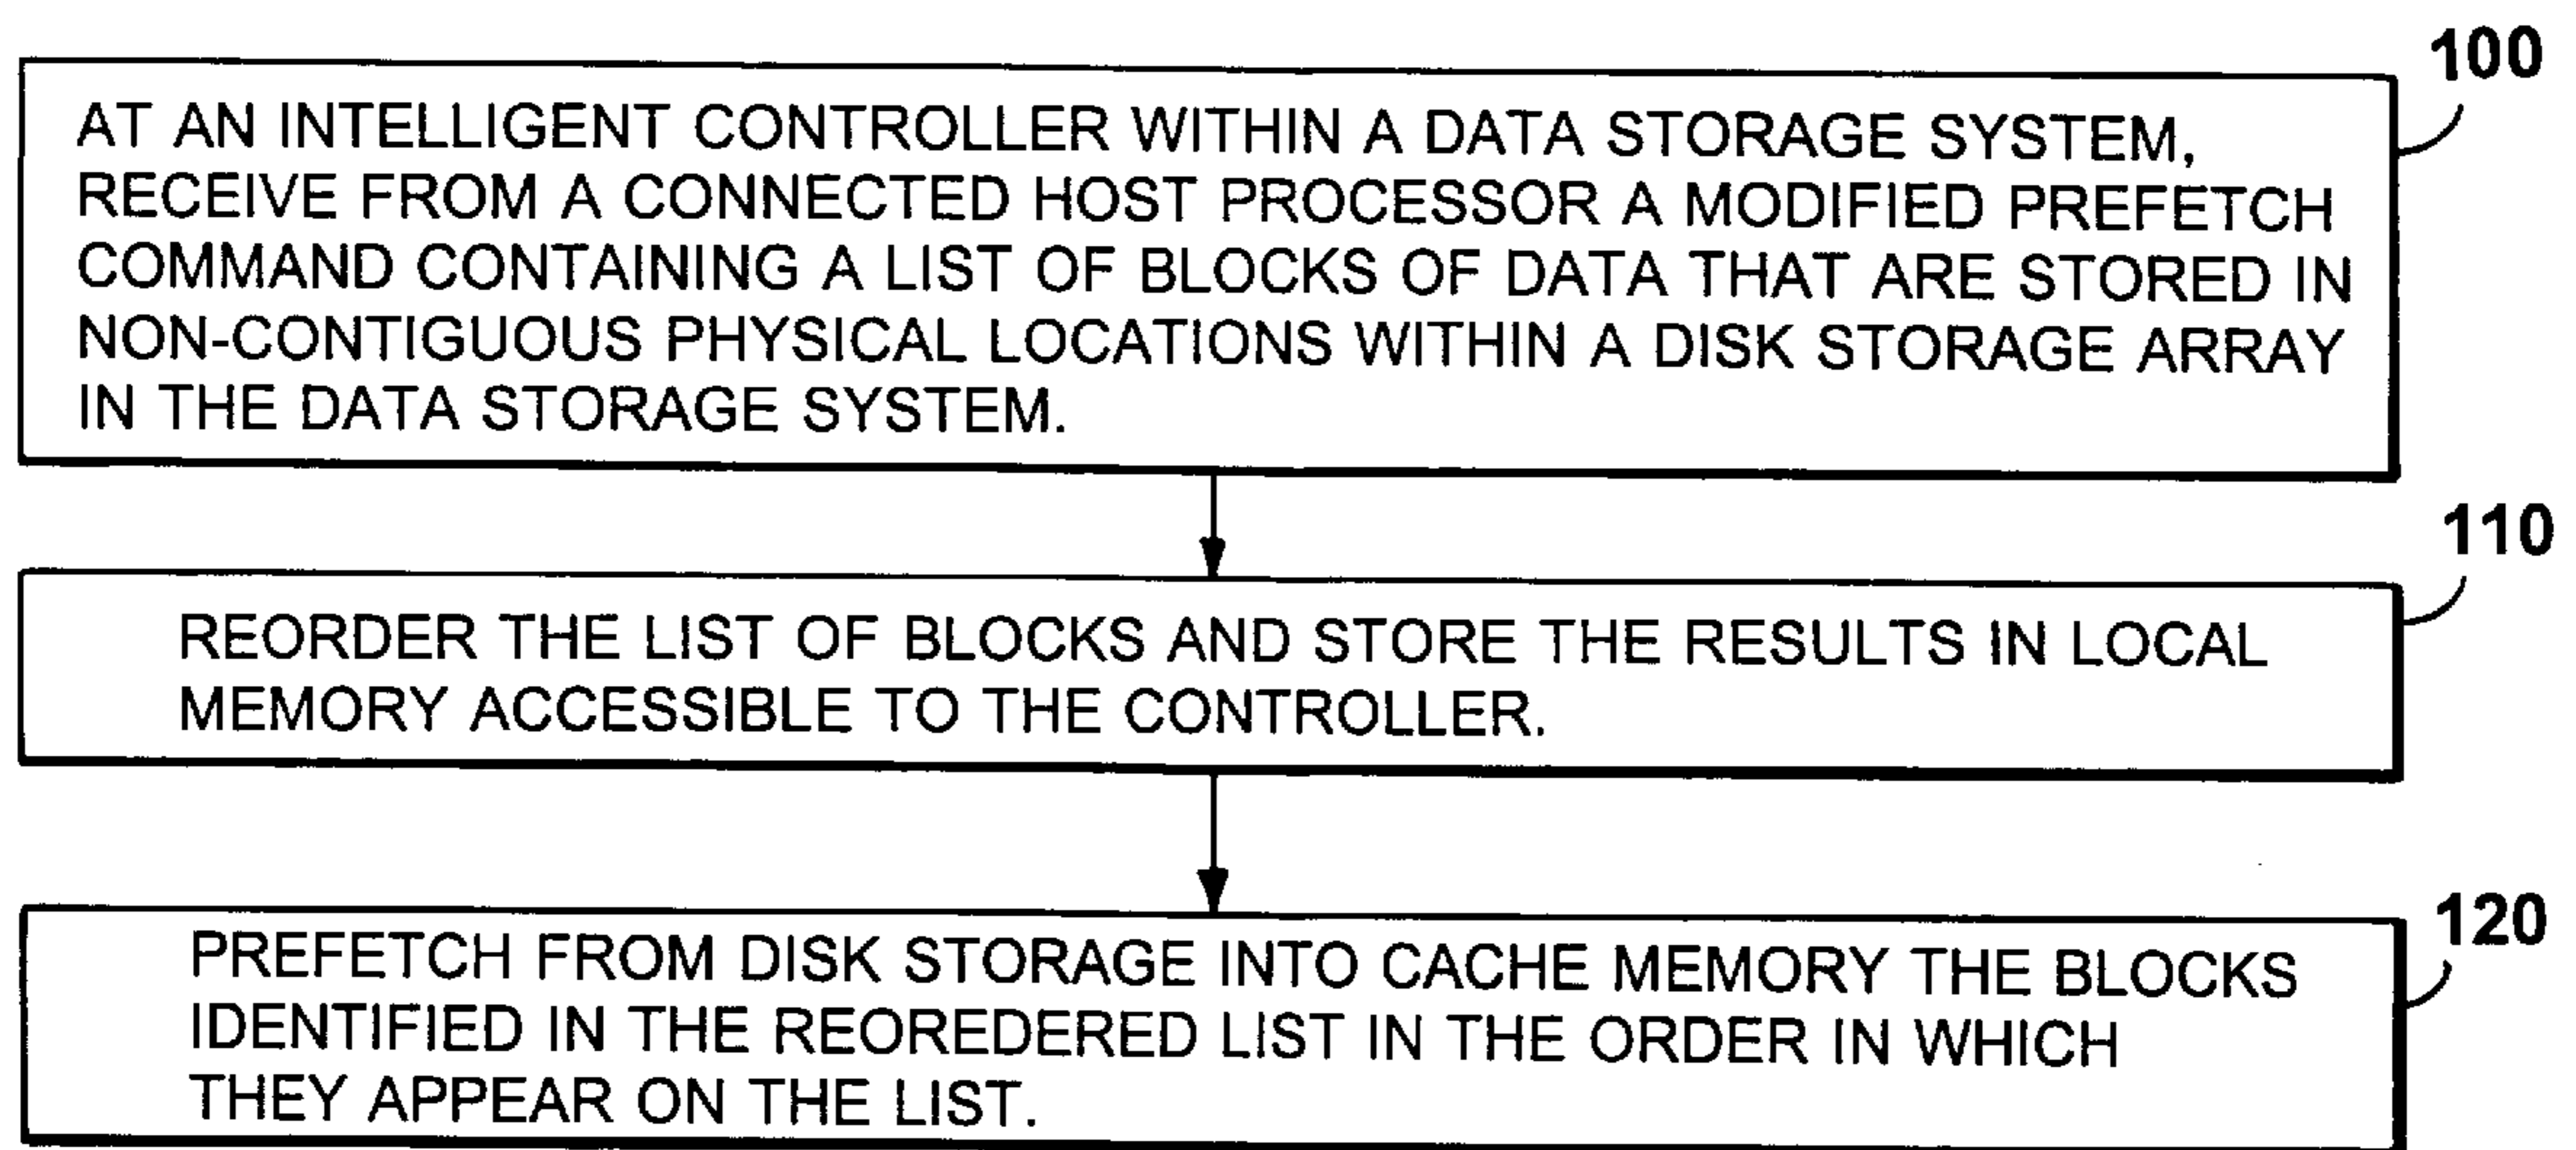 100
AT AN INTELLIGENT CONTROLLER WITHIN A DATA STORAGE SYSTEM,
RECEIVE FROM A CONNECTED HOST PROCESSOR A MODIFIED PREFETCH
COMMAND CONTAINING A LIST OF BLOCKS OF DATA THAT ARE STORED IN
NON-CONTIGUOUS PHYSICAL LOCATIONS WITHIN A DISK STORAGE ARRAY
IN THE DATA STORAGE SYSTEM.
110
REORDER THE LIST OF BLOCKS AND STORE THE RESULTS IN LOCAL
MEMORY ACCESSIBLE TO THE CONTROLLER.
120
PREFETCH FROM DISK STORAGE INTO CACHE MEMORY THE BLOCKS
IDENTIFIED IN THE REOREDERED LIST IN THE ORDER IN WHICH
THEY APPEAR ON THE LIST.